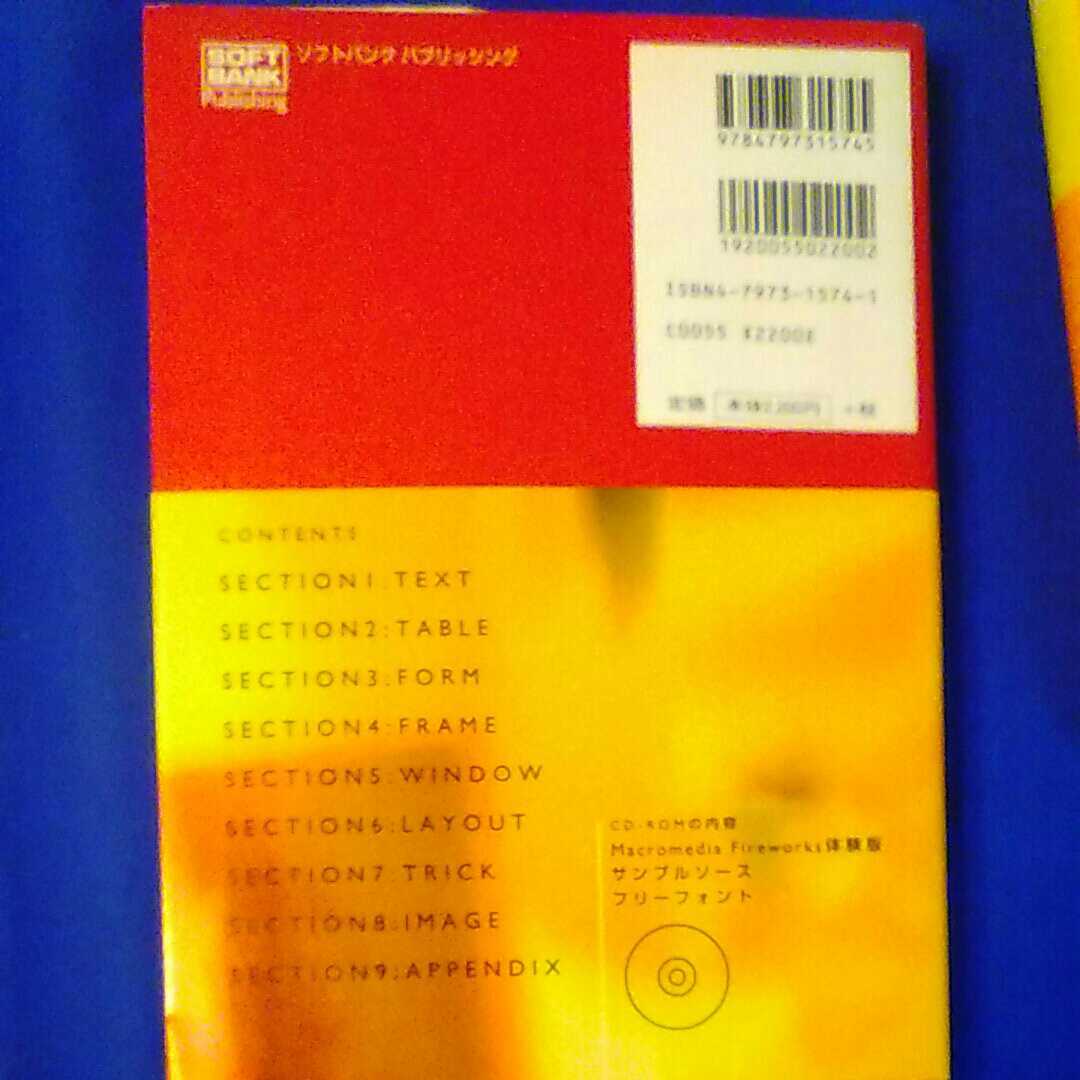 SOFT
BANK
Publishing
ソフトバンク パブリッシング
9784797315745
1920055022002
ISBN4-7973-1574-1
C0055 ¥2200E
定価
本体2,200円
+税
CONTENTS
SECTION1:TEXT
SECTION2:TABLE
SECTION3:FORM
SECTION4:FRAME
SECTION5:WINDOW
SECTION6:LAYOUT
SECTION7:TRICK
SECTION8:IMAGE
SECTION9:APPENDIX
CD-ROMの内容
Macromedia Fireworks体験版
サンプルソース
フリーフォント